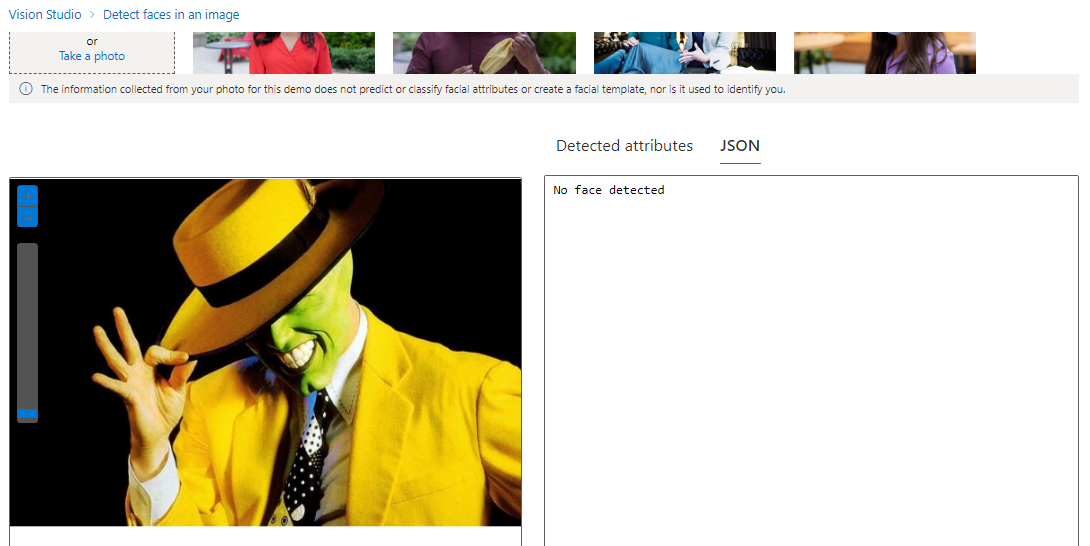 Vision Studio > Detect faces in an image
or
Take a photo
The information collected from your photo for this demo does not predict or classify facial attributes or create a facial template, nor is it used to identify you.
Detected attributes JSON
No face detected